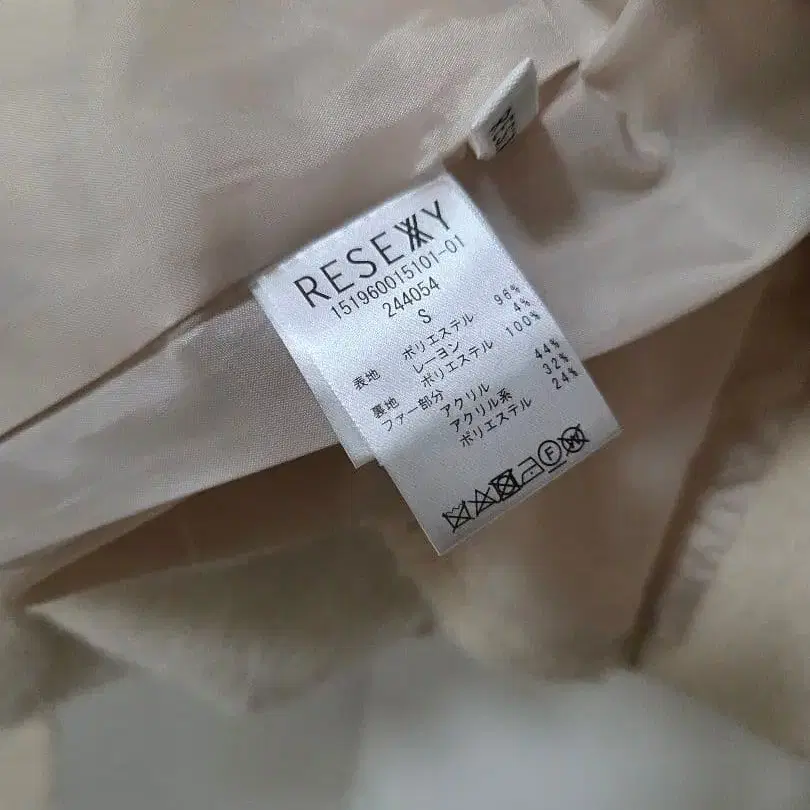 RESEXXY
151960015101-01
244054
S
表地 ポリエステル 96%
レーヨン 4%
裏地 ポリエステル 100%
ファー部分 アクリル 44%
アクリル系 32%
ポリエステル 24%